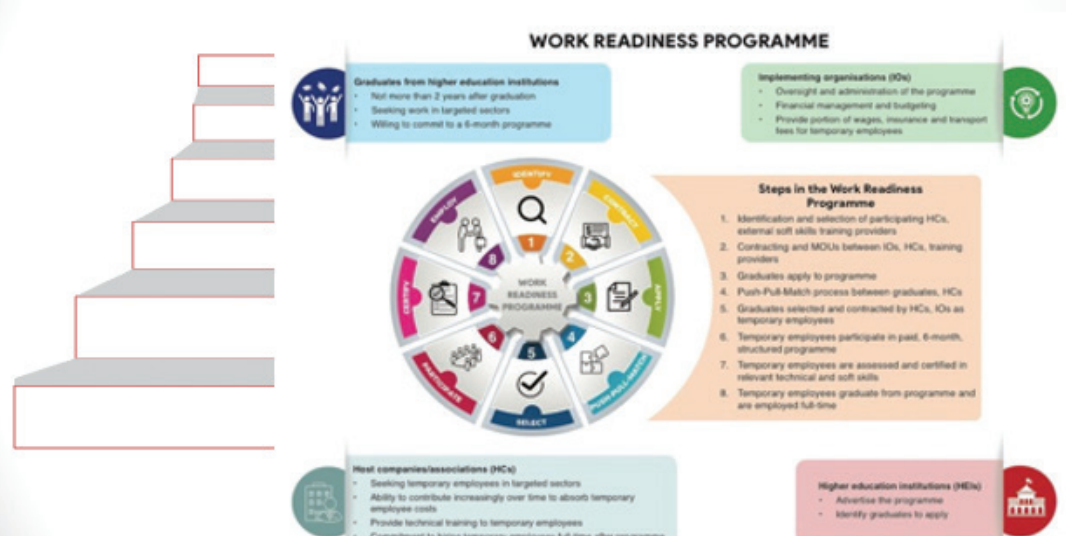 WORK READINESS PROGRAMME
Graduates from higher education institutions
• Not more than 2 years after graduation
• Seeking work in targeted sectors
• Willing to commit to a 6-month programme
Implementing organisations (IOs)
• Oversight and administration of the programme
• Financial management and budgeting
• Provide portion of wages, insurance and transport
fees for temporary employees
IDENTIFY
1
CONTRACT
2
APPLY
3
PUSH-PULL-MATCH
4
SELECT
5
PARTICIPATE
6
CERTIFY
7
EMPLOY
8
WORK
READINESS
PROGRAMME
Steps in the Work Readiness
Programme
1. Identification and selection of participating HCs,
external soft skills training providers
2. Contracting and MOUs between IOs, HCs, training
providers
3. Graduates apply to programme
4. Push-Pull-Match process between graduates, HCs
5. Graduates selected and contracted by HCs, IOs as
temporary employees
6. Temporary employees participate in paid, 6-month,
structured programme
7. Temporary employees are assessed and certified in
relevant technical and soft skills
8. Temporary employees graduate from programme and
are employed full-time
Host companies/associations (HCs)
• Seeking temporary employees in targeted sectors
• Ability to contribute increasingly over time to absorb temporary
employee costs
• Provide technical training to temporary employees
• Commitment to hiring temporary employees full-time after programme
Higher education institutions (HEIs)
• Advertise the programme
• Identify graduates to apply